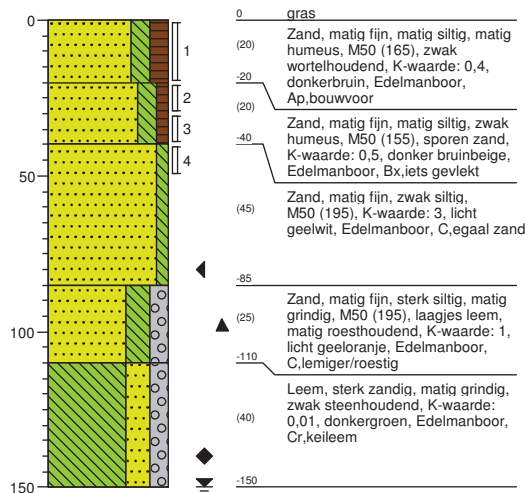 0
0 gras
(20)
Zand, matig fijn, matig siltig, matig
humeus, M50 (165), zwak
wortelhoudend, K-waarde: 0,4,
donkerbruin, Edelmanboor,
Ap,bouwvoor
1
-20
2
(20)
Zand, matig fijn, matig siltig, zwak
humeus, M50 (155), sporen zand,
K-waarde: 0,5, donker bruinbeige,
Edelmanboor, Bx,iets gevlekt
3
-40
4
50
(45)
Zand, matig fijn, zwak siltig,
M50 (195), K-waarde: 3, licht
geelwit, Edelmanboor, C,egaal zand
-85
100
(25)
Zand, matig fijn, sterk siltig, matig
grindig, M50 (195), laagjes leem,
matig roesthoudend, K-waarde: 1,
licht geeloranje, Edelmanboor,
C,lemiger/roestig
-110
(40)
Leem, sterk zandig, matig grindig,
zwak steenhoudend, K-waarde:
0,01, donkergroen, Edelmanboor,
Cr,keileem
150
-150